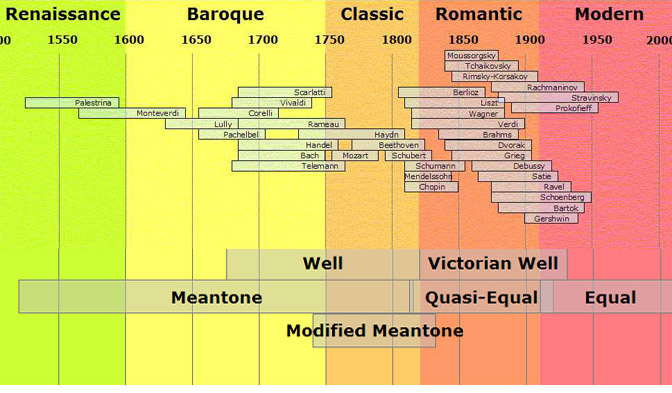 Renaissance Baroque Classic Romantic Modern
00 1550 1600 1650 1700 1750 1800 1850 1900 1950 2000
Moussorgsky
Tchaikovsky
Rimsky-Korsakov
Rachmaninov
Scarlatti Berlioz
Stravinsky
Palestrina Vivaldi Liszt
Prokofieff
Monteverdi Corelli Wagner
Lully Rameau Verdi
Pachelbel Haydn Brahms
Handel Beethoven Dvorak
Bach Mozart Schubert Grieg
Telemann Schumann Debussy
Mendelssohn Satie
Chopin Ravel
Schoenberg
Bartok
Gershwin
Well Victorian Well
Meantone Quasi-Equal Equal
Modified Meantone